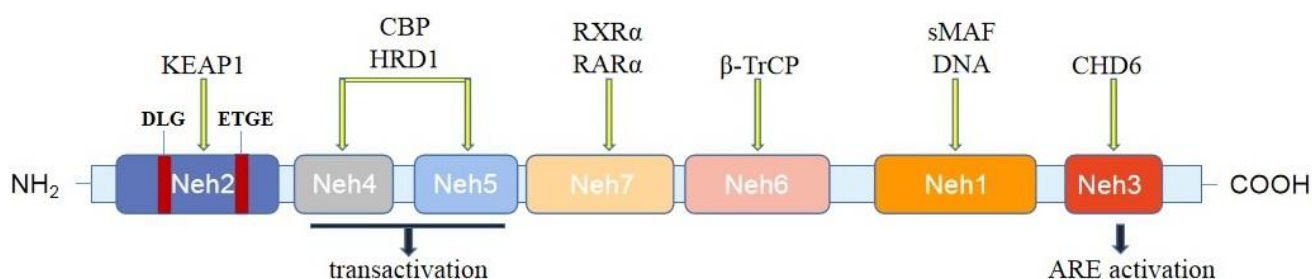 CBP
HRD1
RXRα
RARα
sMAF
DNA
KEAP1
β-TrCP
CHD6
DLG
ETGE
NH2
Neh2
Neh4
Neh5
Neh7
Neh6
Neh1
Neh3
COOH
transactivation
ARE activation